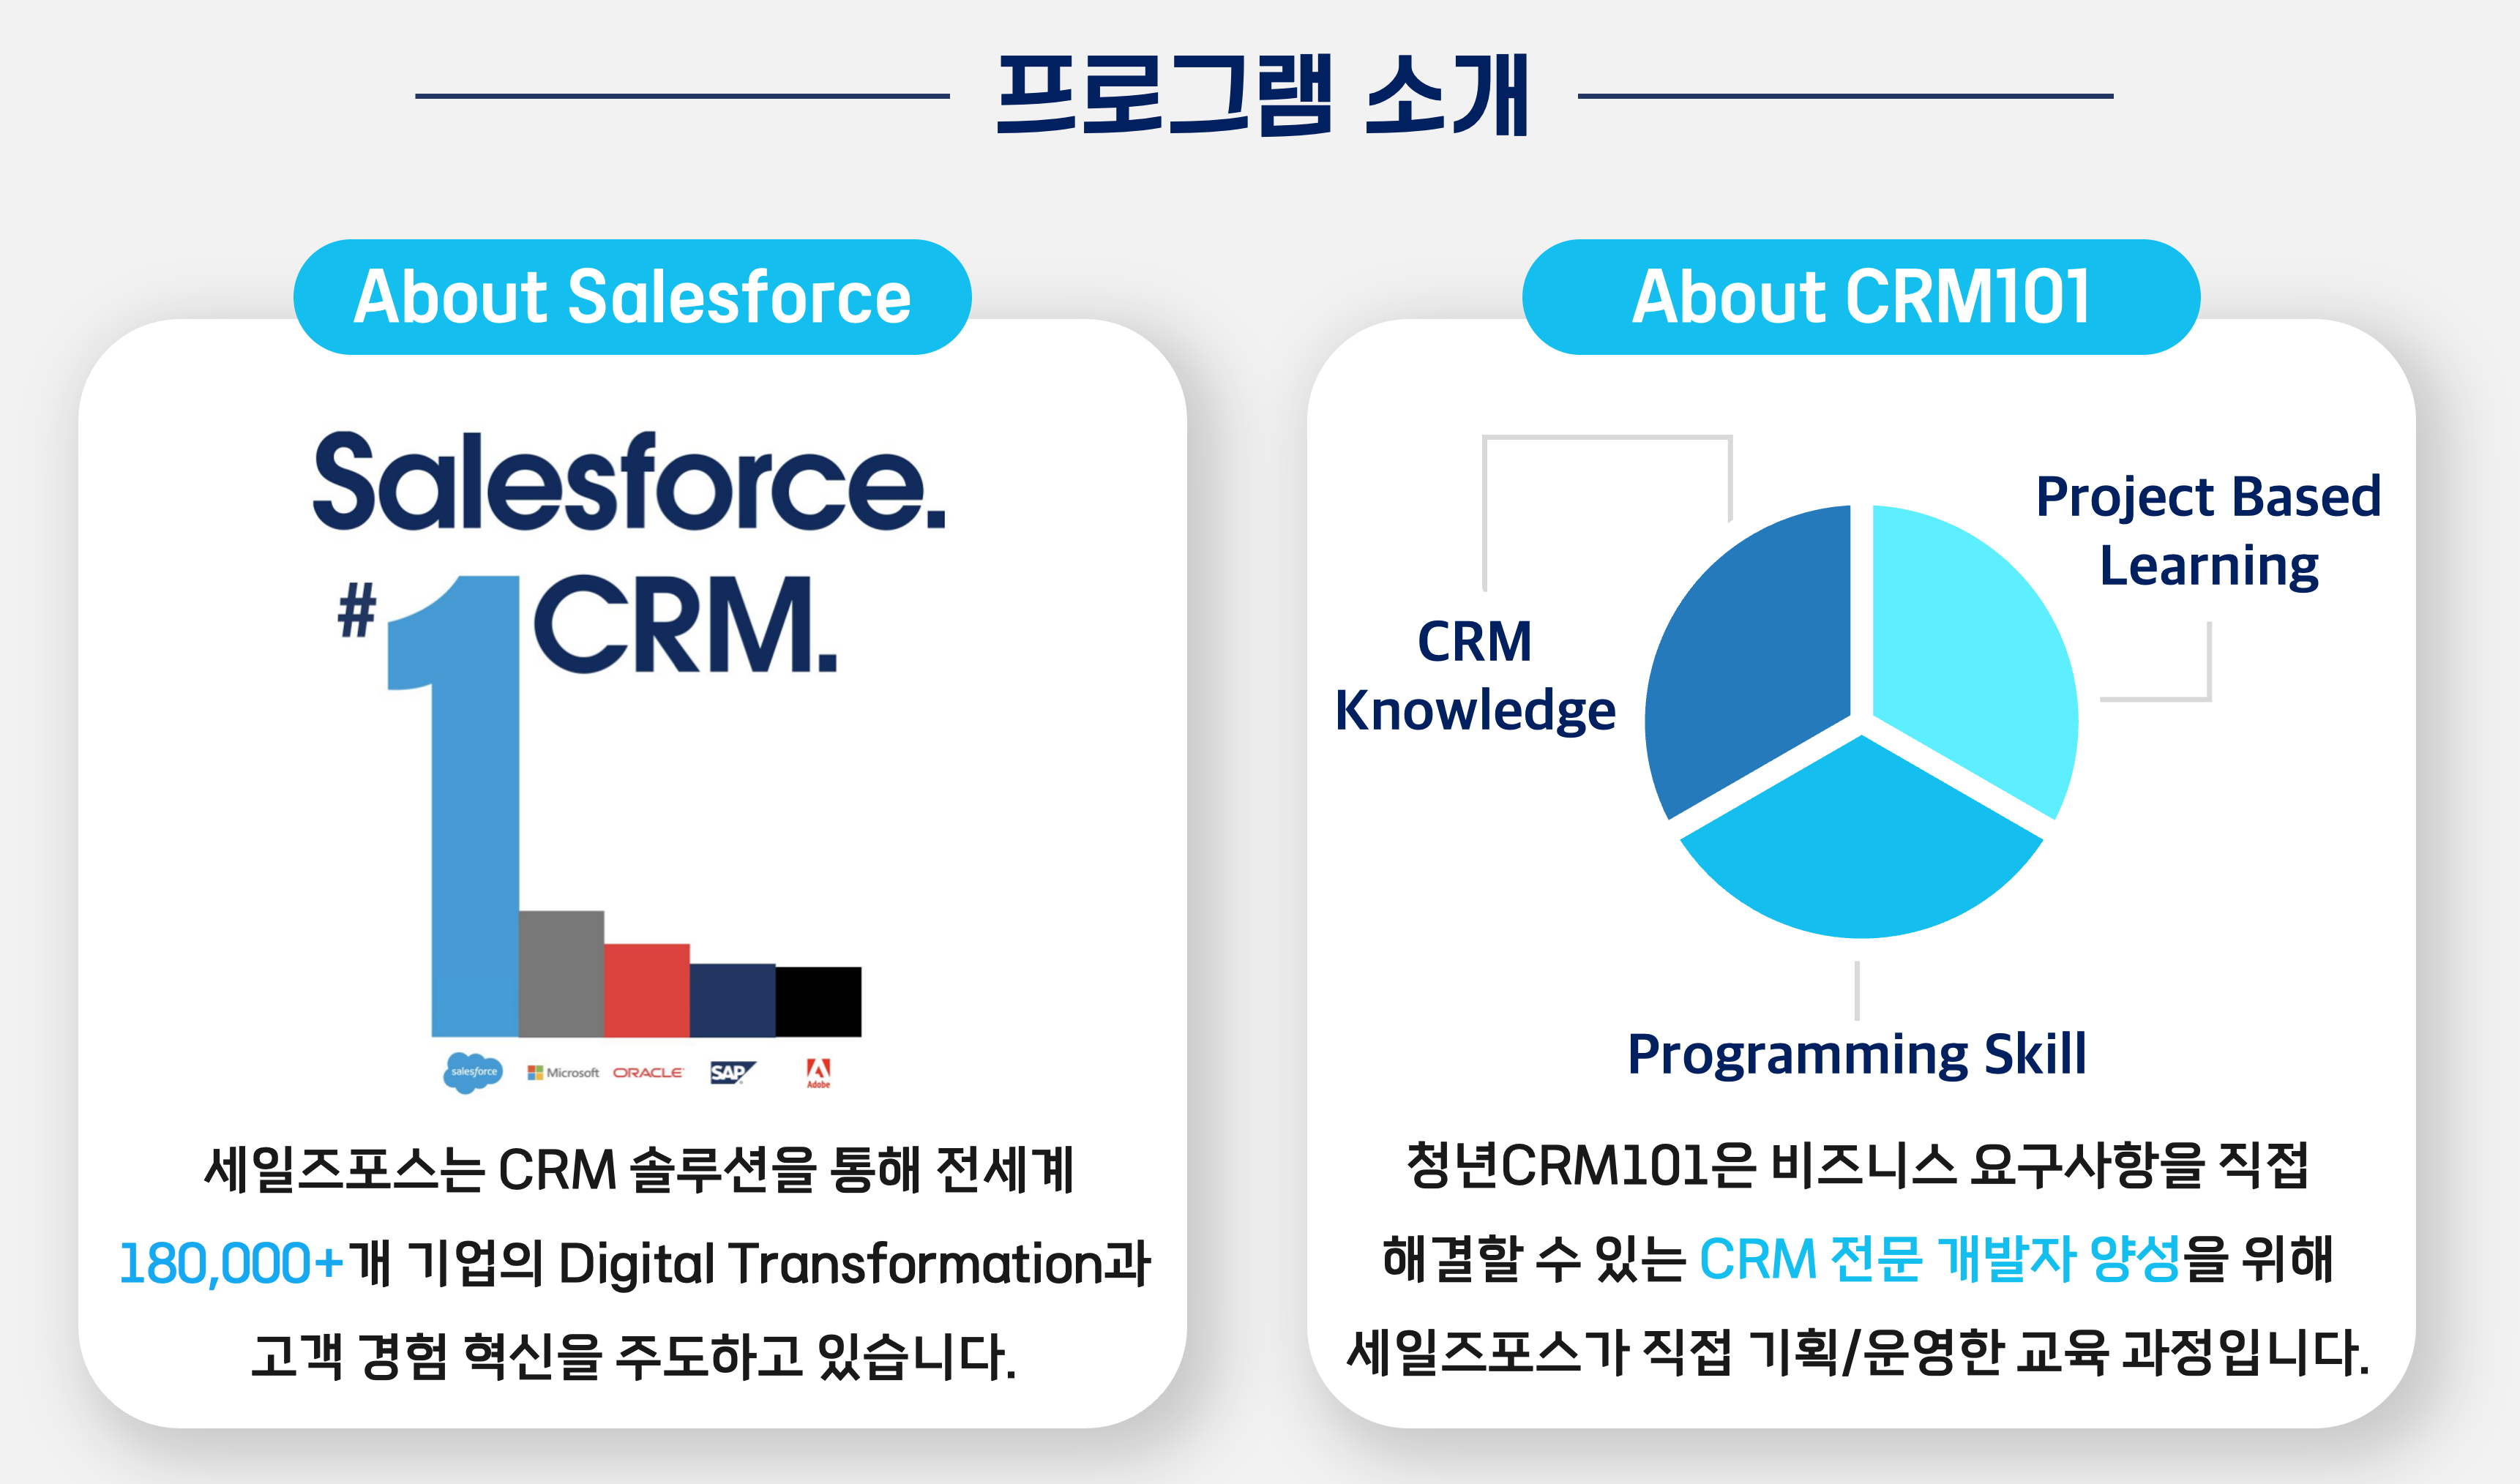 프로그램 소개
About Salesforce
Salesforce.
#1CRM.
salesforce
Microsoft
ORACLE
SAP
Adobe
세일즈포스는 CRM 솔루션을 통해 전세계
180,000+개 기업의 Digital Transformation과
고객 경험 혁신을 주도하고 있습니다.
About CRM101
Project Based
Learning
CRM
Knowledge
Programming Skill
청년CRM101은 비즈니스 요구사항을 직접
해결할 수 있는 CRM 전문 개발자 양성을 위해
세일즈포스가 직접 기획/운영한 교육 과정입니다.